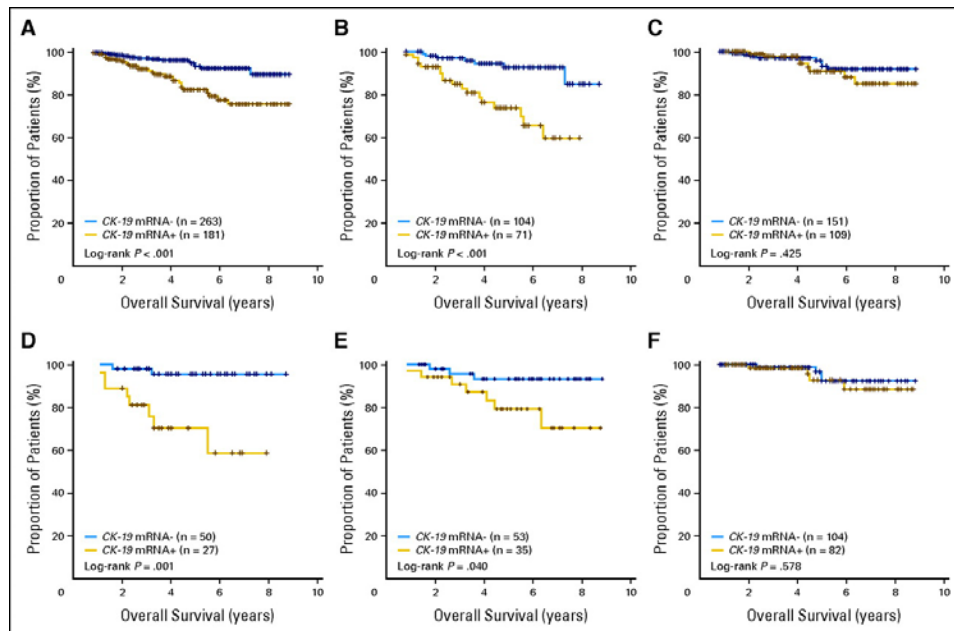 A
Proportion of Patients (%)
100
80
60
40
20
0
2
4
6
8
10
CK-19 mRNA- (n = 263)
CK-19 mRNA+ (n = 181)
Log-rank P < .001
Overall Survival (years)
B
Proportion of Patients (%)
100
80
60
40
20
0
2
4
6
8
10
CK-19 mRNA- (n = 104)
CK-19 mRNA+ (n = 71)
Log-rank P < .001
Overall Survival (years)
C
Proportion of Patients (%)
100
80
60
40
20
0
2
4
6
8
10
CK-19 mRNA- (n = 151)
CK-19 mRNA+ (n = 109)
Log-rank P = .425
Overall Survival (years)
D
Proportion of Patients (%)
100
80
60
40
20
0
2
4
6
8
10
CK-19 mRNA- (n = 50)
CK-19 mRNA+ (n = 27)
Log-rank P = .001
Overall Survival (years)
E
Proportion of Patients (%)
100
80
60
40
20
0
2
4
6
8
10
CK-19 mRNA- (n = 53)
CK-19 mRNA+ (n = 35)
Log-rank P = .040
Overall Survival (years)
F
Proportion of Patients (%)
100
80
60
40
20
0
2
4
6
8
10
CK-19 mRNA- (n = 104)
CK-19 mRNA+ (n = 82)
Log-rank P = .578
Overall Survival (years)